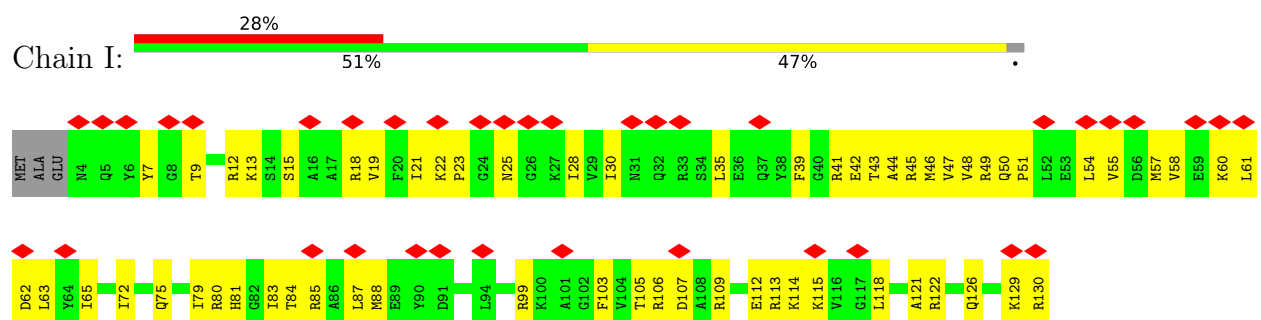 28%
Chain I:
51% 47% •
MET ALA GLU N4 Q5 Y6 Y7 G8 T9 R12 K13 S14 S15 A16 A17 R18 V19 F20 I21 K22 P23 G24 N25 G26 K27 I28 V29 I30 N31 Q32 R33 S34 L35 E36 Q37 Y38 F39 G40 R41 E42 T43 A44 R45 M46 V47 V48 R49 Q50 P51 L52 E53 L54 V55 D56 M57 V58 E59 K60 L61
D62 L63 Y64 I65 I72 Q75 I79 R80 H81 G82 I83 T84 R85 A86 L87 M88 E89 Y90 D91 L94 R99 K100 A101 G102 F103 V104 T105 R106 D107 A108 R109 E112 R113 K114 K115 V116 G117 L118 A121 R122 Q126 K129 R130